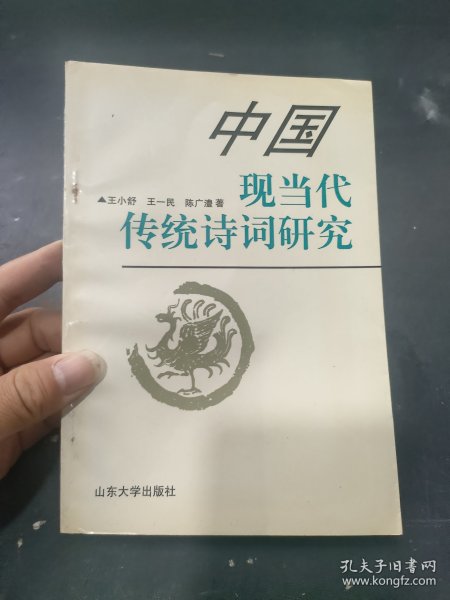 中国
现当代
▲王小舒 王一民 陈广澧著
传统诗词研究
山东大学出版社
孔夫子旧书网
www.kongfz.com